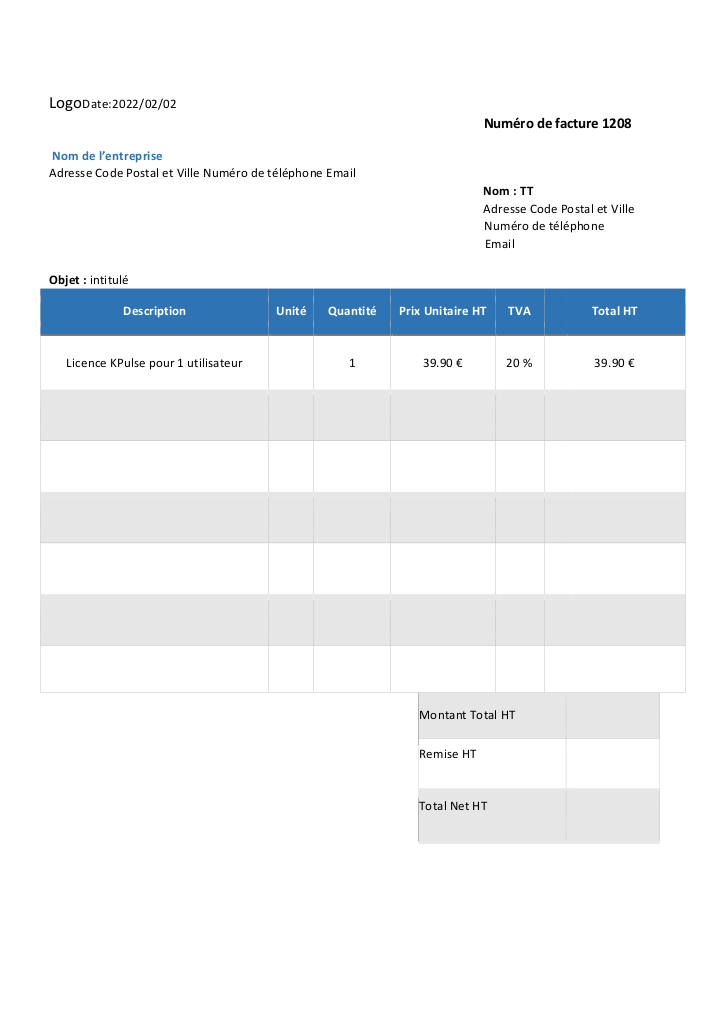 LogoDate:2022/02/02
Numéro de facture 1208
Nom de l’entreprise
Adresse Code Postal et Ville Numéro de téléphone Email
Nom : TT
Adresse Code Postal et Ville
Numéro de téléphone
Email
Objet : intitulé
Description Unité Quantité Prix Unitaire HT TVA Total HT
Licence KPulse pour 1 utilisateur 1 39.90 € 20 % 39.90 €
Montant Total HT
Remise HT
Total Net HT